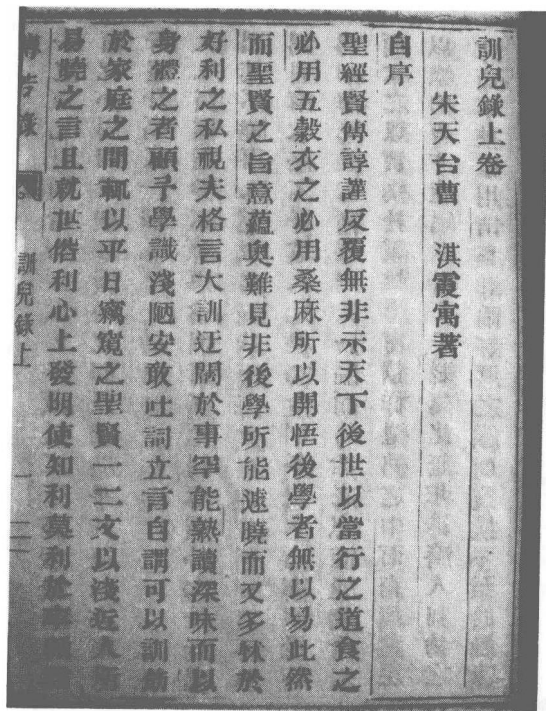 訓兒錄上卷
朱天台曹　淇霞寓著
自序
聖經賢傳諄諄反覆無非示天下後世以當行之道食之
必用五穀衣之必用桑麻所以開悟後學者無以易此然
而聖賢之旨意蘊奧難見非後學所能遽曉而又多牀於
好利之私視夫格言大訓迂闊於事罕能熟讀深味而以
身體之者顧予學識淺陋安敢吐詞立言自謂可以訓
於家庭之間輒以平日窺之聖賢一二文以淺近人
易曉之言且就世俗利心上發明使知利莫利於
訓兒錄上